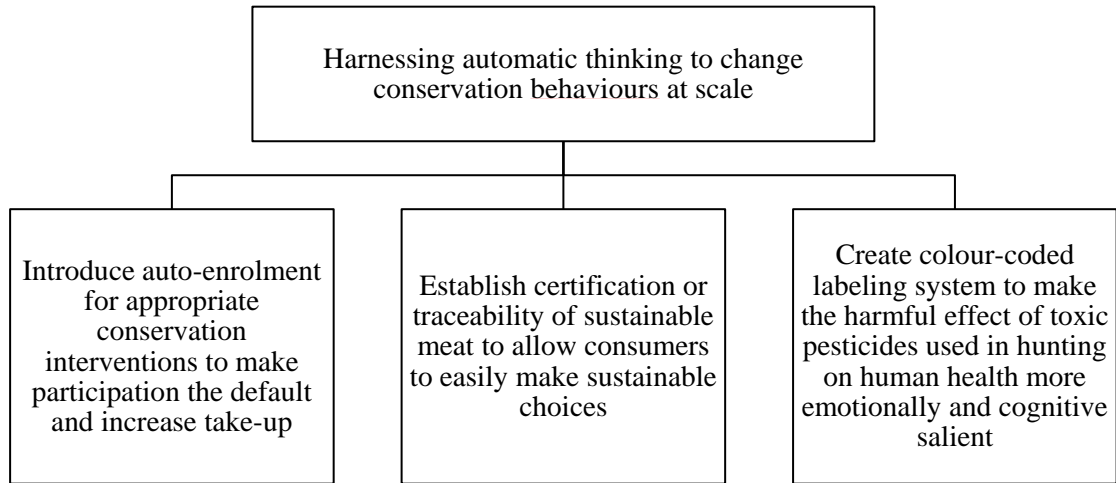 Harnessing automatic thinking to change
conservation behaviours at scale
Introduce auto-enrolment
for appropriate
conservation
interventions to make
participation the default
and increase take-up
Establish certification or
traceability of sustainable
meat to allow consumers
to easily make sustainable
choices
Create colour-coded
labeling system to make
the harmful effect of toxic
pesticides used in hunting
on human health more
emotionally and cognitive
salient